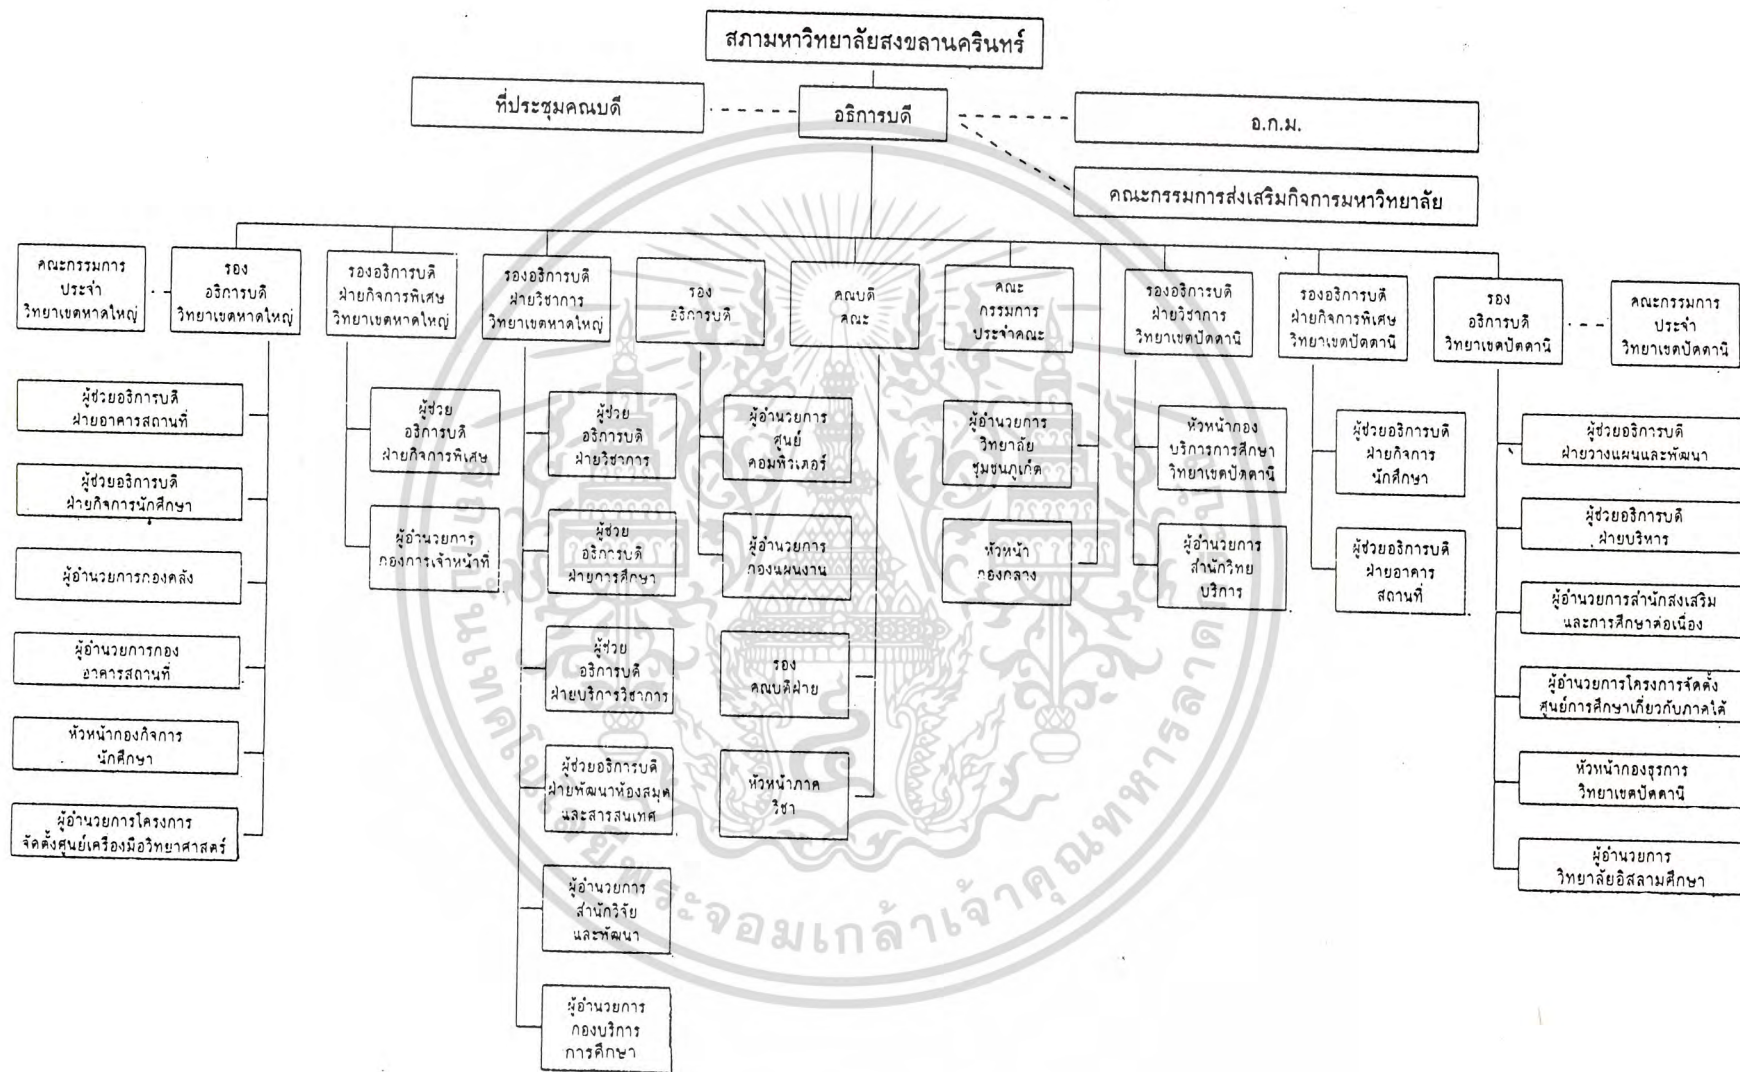 สภามหาวิทยาลัยสงขลานครินทร์
ที่ประชุมคณบดี
อธิการบดี
อ.ก.ม.
คณะกรรมการส่งเสริมกิจการมหาวิทยาลัย
คณะกรรมการ
ประจำ
วิทยาเขตหาดใหญ่
รอง
อธิการบดี
วิทยาเขตหาดใหญ่
รองอธิการบดี
ฝ่ายกิจการพิเศษ
วิทยาเขตหาดใหญ่
รองอธิการบดี
ฝ่ายวิชาการ
วิทยาเขตหาดใหญ่
รอง
อธิการบดี
คณบดี
คณะ
คณะ
กรรมการ
ประจำคณะ
รองอธิการบดี
ฝ่ายวิชาการ
วิทยาเขตปัตตานี
รองอธิการบดี
ฝ่ายกิจการพิเศษ
วิทยาเขตปัตตานี
รอง
อธิการบดี
วิทยาเขตปัตตานี
คณะกรรมการ
ประจำ
วิทยาเขตปัตตานี
ผู้ช่วยอธิการบดี
ฝ่ายอาคารสถานที่
ผู้ช่วยอธิการบดี
ฝ่ายกิจการนักศึกษา
ผู้อำนวยการกองคลัง
ผู้อำนวยการกอง
อาคารสถานที่
หัวหน้ากองกิจการ
นักศึกษา
ผู้อำนวยการโครงการ
จัดตั้งศูนย์เครื่องมือวิทยาศาสตร์
ผู้ช่วย
อธิการบดี
ฝ่ายกิจการพิเศษ
ผู้อำนวยการ
กองการเจ้าหน้าที่
ผู้ช่วย
อธิการบดี
ฝ่ายวิชาการ
ผู้ช่วย
อธิการบดี
ฝ่ายการศึกษา
ผู้ช่วย
อธิการบดี
ฝ่ายบริการวิชาการ
ผู้ช่วยอธิการบดี
ฝ่ายพัฒนาห้องสมุด
และสารสนเทศ
ผู้อำนวยการ
สำนักวิจัย
และพัฒนา
ผู้อำนวยการ
กองบริการ
การศึกษา
ผู้อำนวยการ
ศูนย์
คอมพิวเตอร์
ผู้อำนวยการ
กองแผนงาน
รอง
คณบดีฝ่าย
หัวหน้าภาค
วิชา
ผู้อำนวยการ
วิทยาลัย
ชุมชนภูเก็ต
หัวหน้า
กองกลาง
หัวหน้ากอง
บริการการศึกษา
วิทยาเขตปัตตานี
ผู้อำนวยการ
สำนักวิทย
บริการ
ผู้ช่วยอธิการบดี
ฝ่ายกิจการ
นักศึกษา
ผู้ช่วยอธิการบดี
ฝ่ายอาคาร
สถานที่
ผู้ช่วยอธิการบดี
ฝ่ายวางแผนและพัฒนา
ผู้ช่วยอธิการบดี
ฝ่ายบริหาร
ผู้อำนวยการสำนักส่งเสริม
และการศึกษาต่อเนื่อง
ผู้อำนวยการโครงการจัดตั้ง
ศูนย์การศึกษาเกี่ยวกับภาคใต้
หัวหน้ากองธุรการ
วิทยาเขตปัตตานี
ผู้อำนวยการ
วิทยาลัยอิสลามศึกษา
สถาบันเทคโนโลยีพระจอมเกล้าเจ้าคุณทหารลาดกระบัง